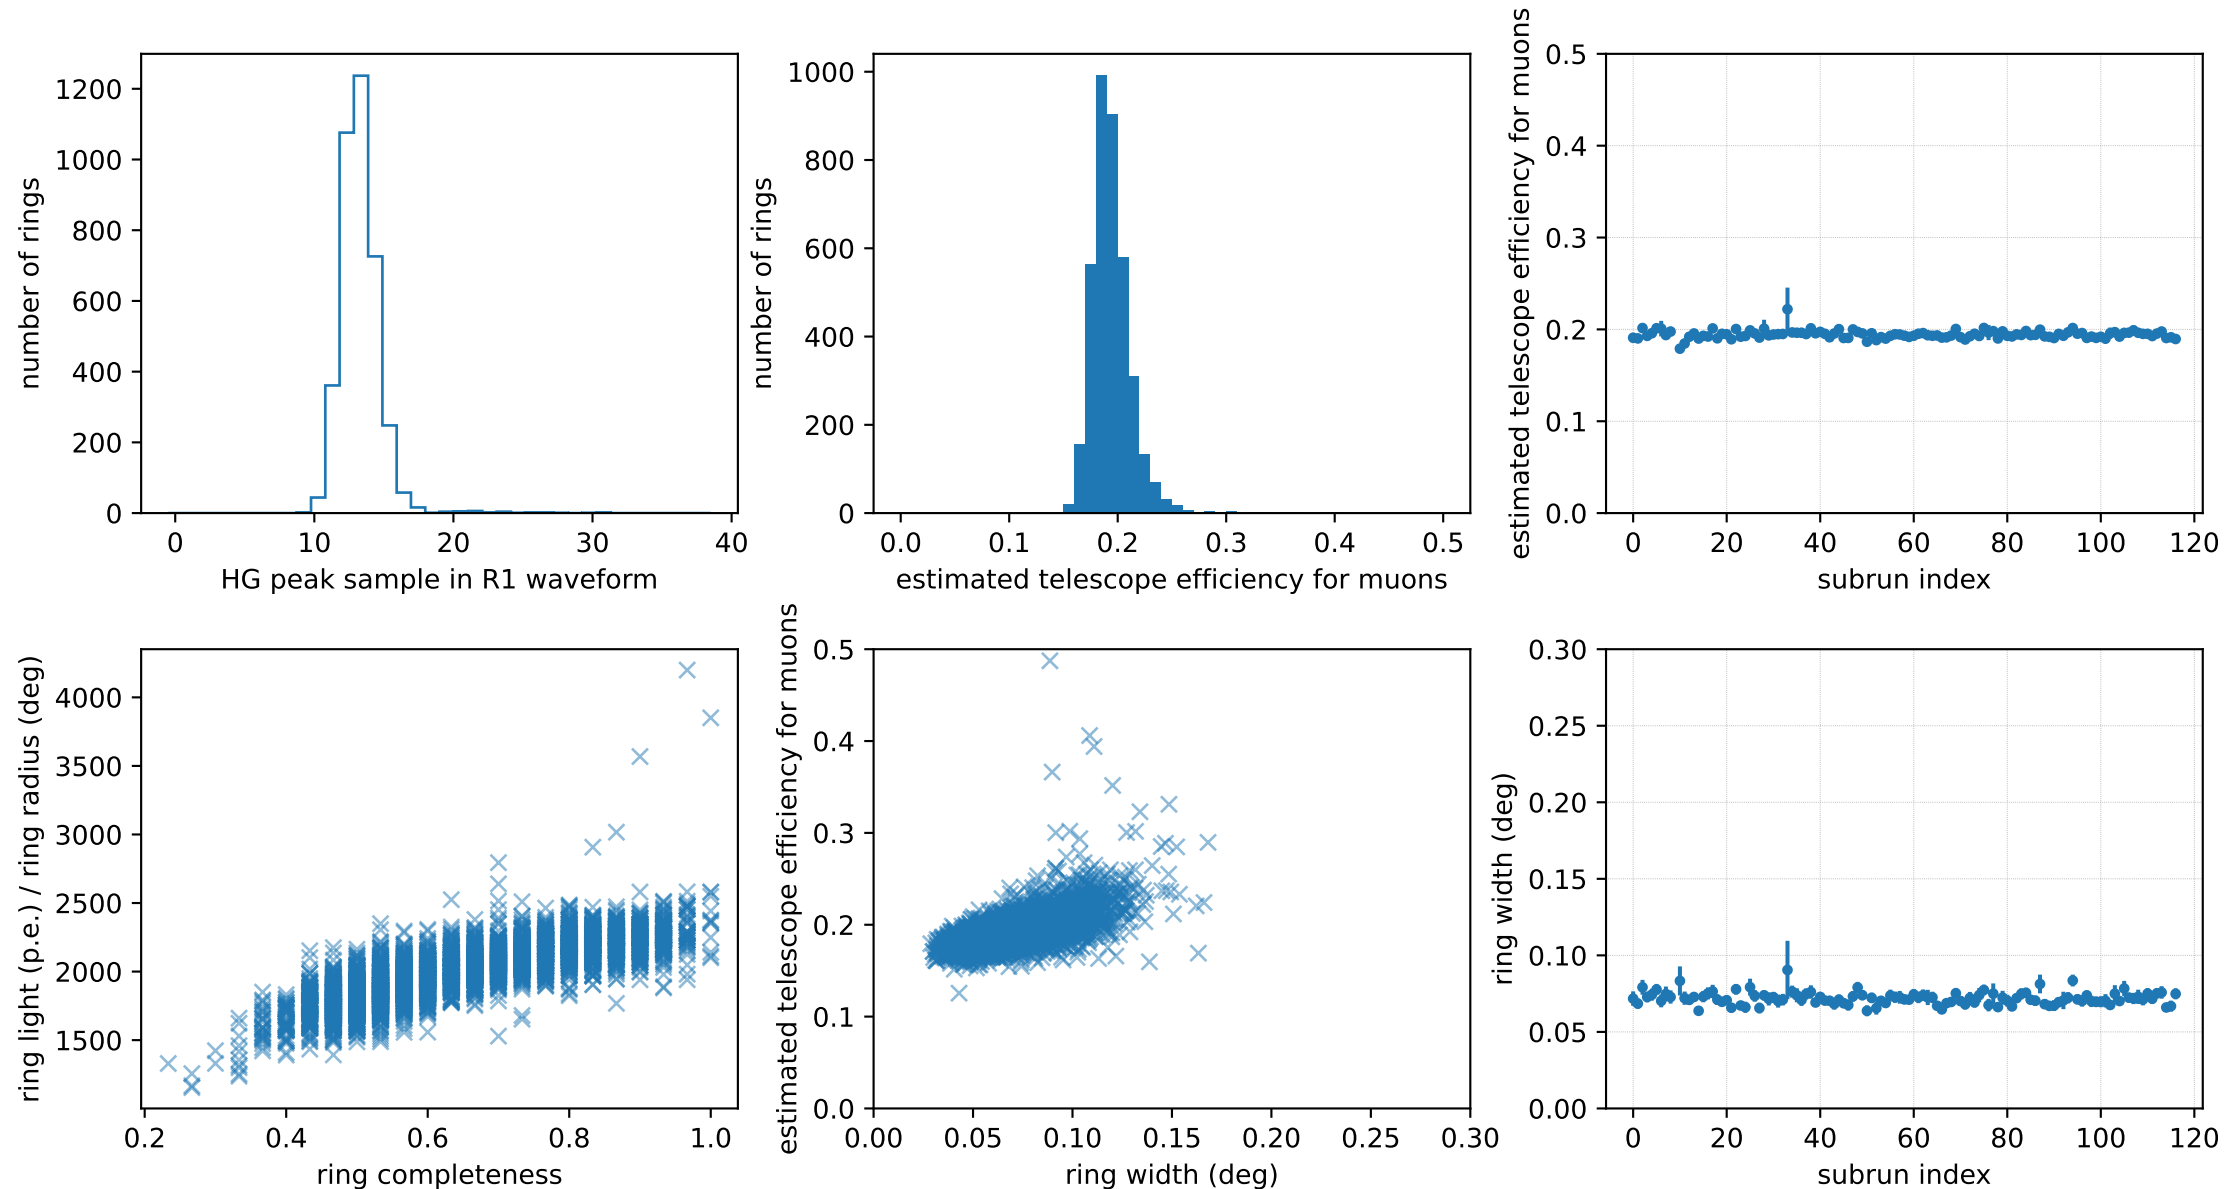 number of rings
1200
1000
800
600
400
200
0
0 10 20 30 40
HG peak sample in R1 waveform
number of rings
1000
800
600
400
200
0
0.0 0.1 0.2 0.3 0.4 0.5
estimated telescope efficiency for muons
estimated telescope efficiency for muons
0.5
0.4
0.3
0.2
0.1
0.0
0 20 40 60 80 100 120
subrun index
ring light (p.e.) / ring radius (deg)
4000
3500
3000
2500
2000
1500
0.2 0.4 0.6 0.8 1.0
ring completeness
estimated telescope efficiency for muons
0.5
0.4
0.3
0.2
0.1
0.0
0.00 0.05 0.10 0.15 0.20 0.25 0.30
ring width (deg)
ring width (deg)
0.30
0.25
0.20
0.15
0.10
0.05
0.00
0 20 40 60 80 100 120
subrun index